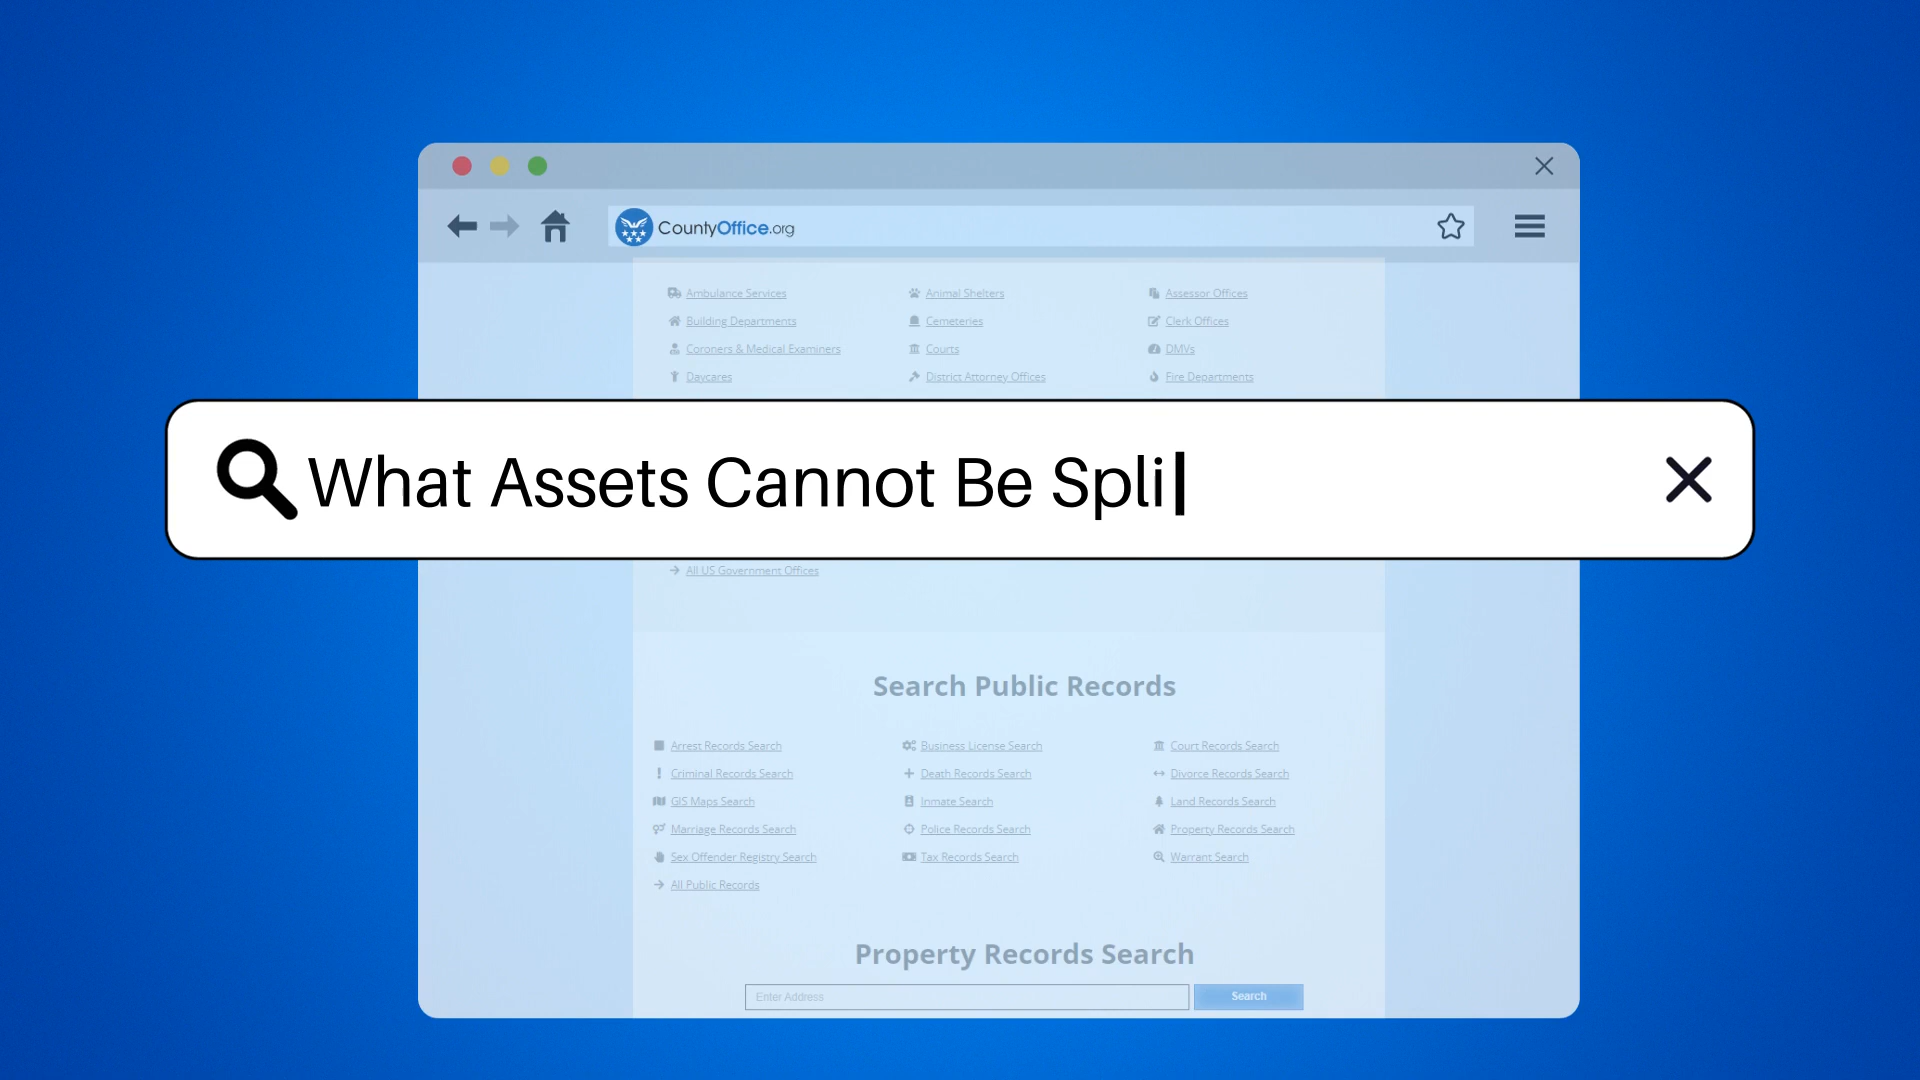 CountyOffice.org
Ambulance Services Animal Shelters Assessor Offices
Building Departments Cemeteries Clerk Offices
Coroners & Medical Examiners Courts DMVs
Daycares District Attorney Offices Fire Departments
What Assets Cannot Be Spli
All US Government Offices
Search Public Records
Arrest Records Search Business License Search Court Records Search
Criminal Records Search Death Records Search Divorce Records Search
GIS Maps Search Inmate Search Land Records Search
Marriage Records Search Police Records Search Property Records Search
Sex Offender Registry Search Tax Records Search Warrant Search
All Public Records
Property Records Search
Enter Address Search